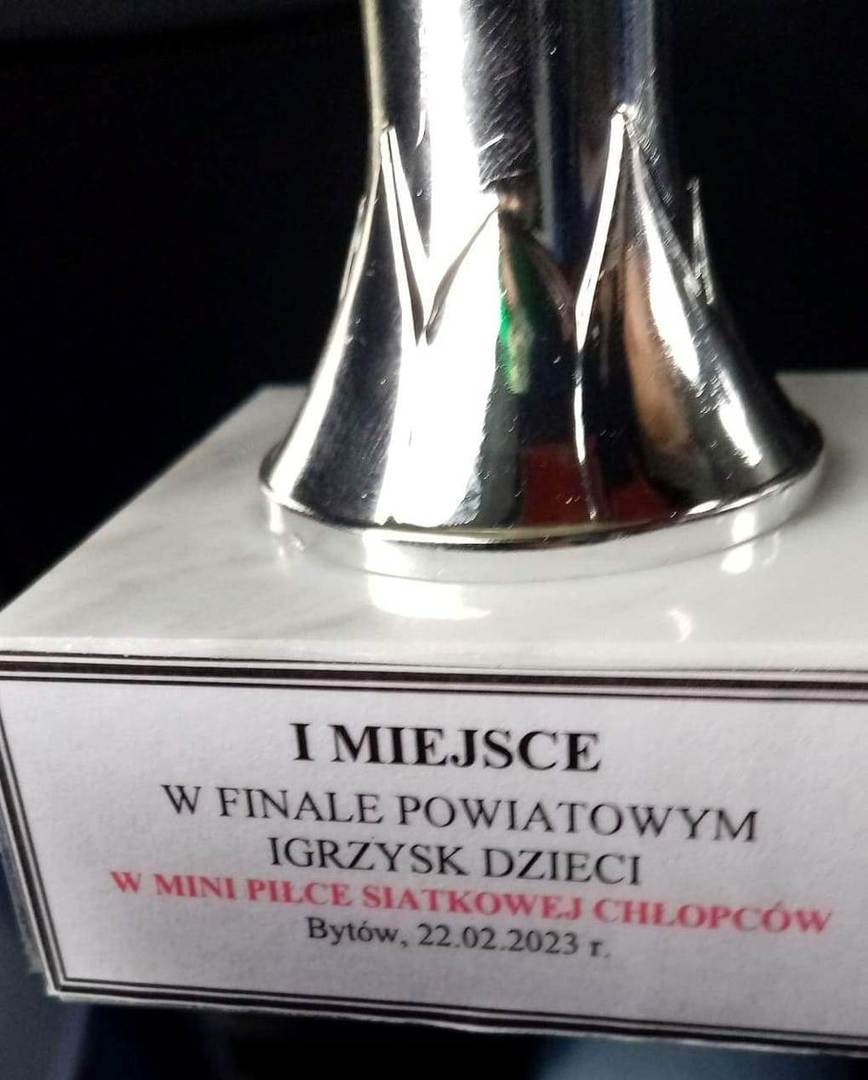 I MIEJSCE
W FINALE POWIATOWYM
IGRZYSK DZIECI
W MINI PIŁCE SIATKOWEJ CHŁOPCÓW
Bytów, 22.02.2023 r.